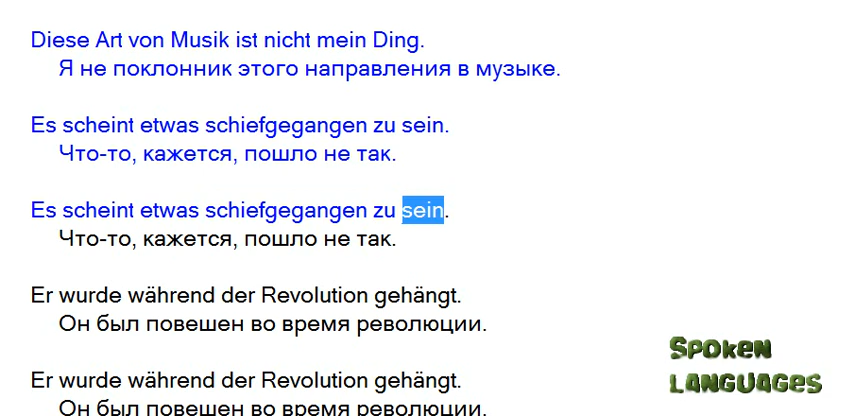 Diese Art von Musik ist nicht mein Ding.
Я не поклонник этого направления в музыке.
Es scheint etwas schiefgegangen zu sein.
Что-то, кажется, пошло не так.
Es scheint etwas schiefgegangen zu sein.
Что-то, кажется, пошло не так.
Er wurde während der Revolution gehängt.
Он был повешен во время революции.
Er wurde während der Revolution gehängt.
Он был повешен во время революции.
Spoken
Languages